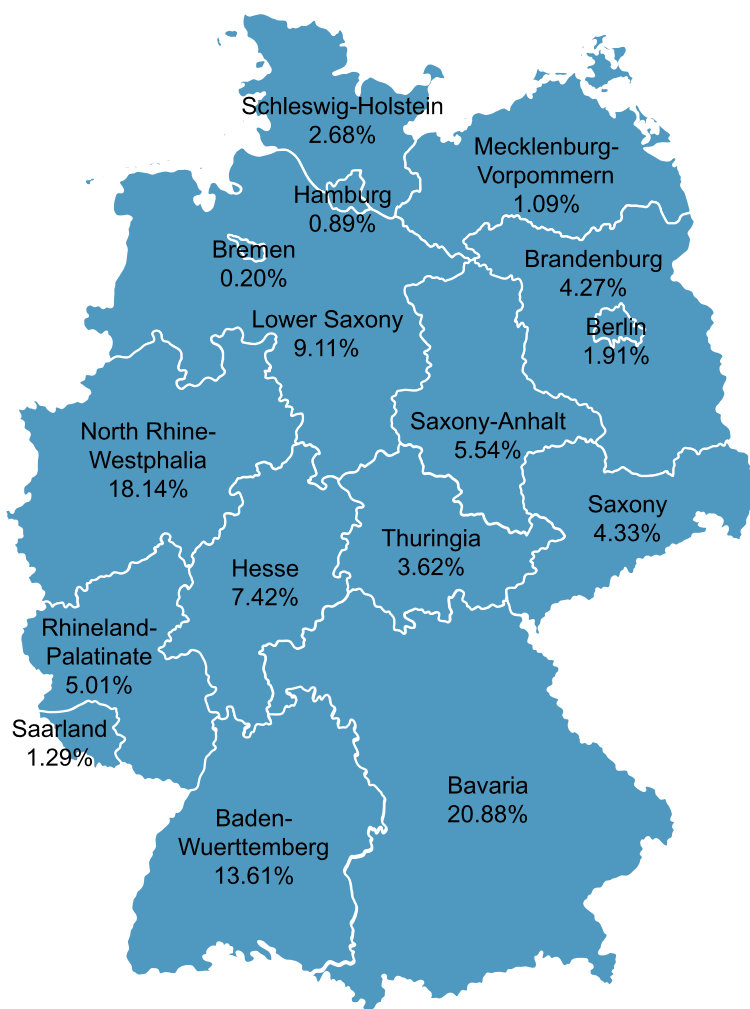 Schleswig-Holstein
2.68%
Mecklenburg-
Vorpommern
1.09%
Hamburg
0.89%
Bremen
0.20%
Brandenburg
4.27%
Lower Saxony
9.11%
Berlin
1.91%
Saxony-Anhalt
5.54%
North Rhine-
Westphalia
18.14%
Saxony
4.33%
Thuringia
3.62%
Hesse
7.42%
Rhineland-
Palatinate
5.01%
Saarland
1.29%
Bavaria
20.88%
Baden-
Wuerttemberg
13.61%